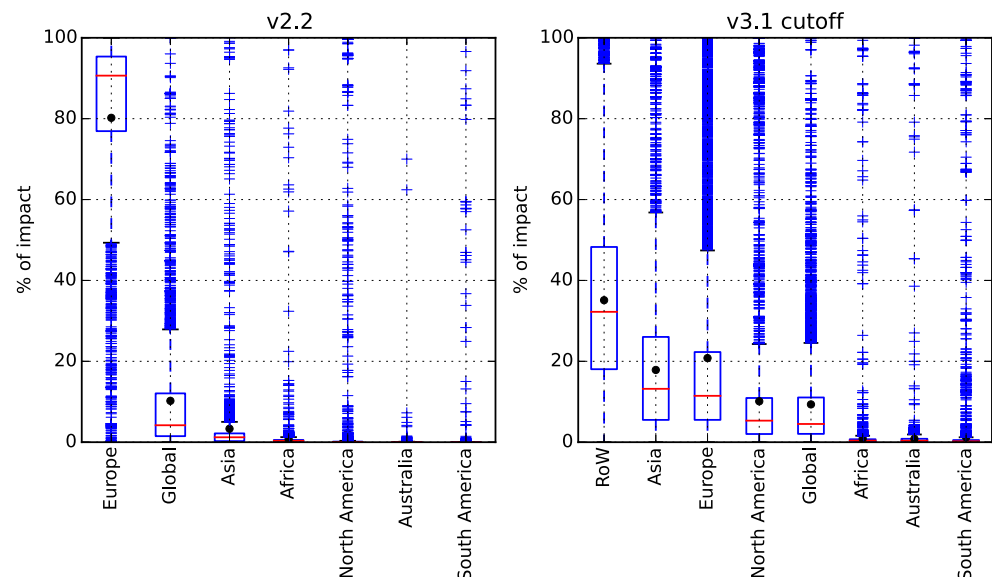 v2.2
% of impact
100
80
60
40
20
0
Europe
Global
Asia
Africa
North America
Australia
South America
v3.1 cutoff
% of impact
100
80
60
40
20
0
RoW
Asia
Europe
North America
Global
Africa
Australia
South America